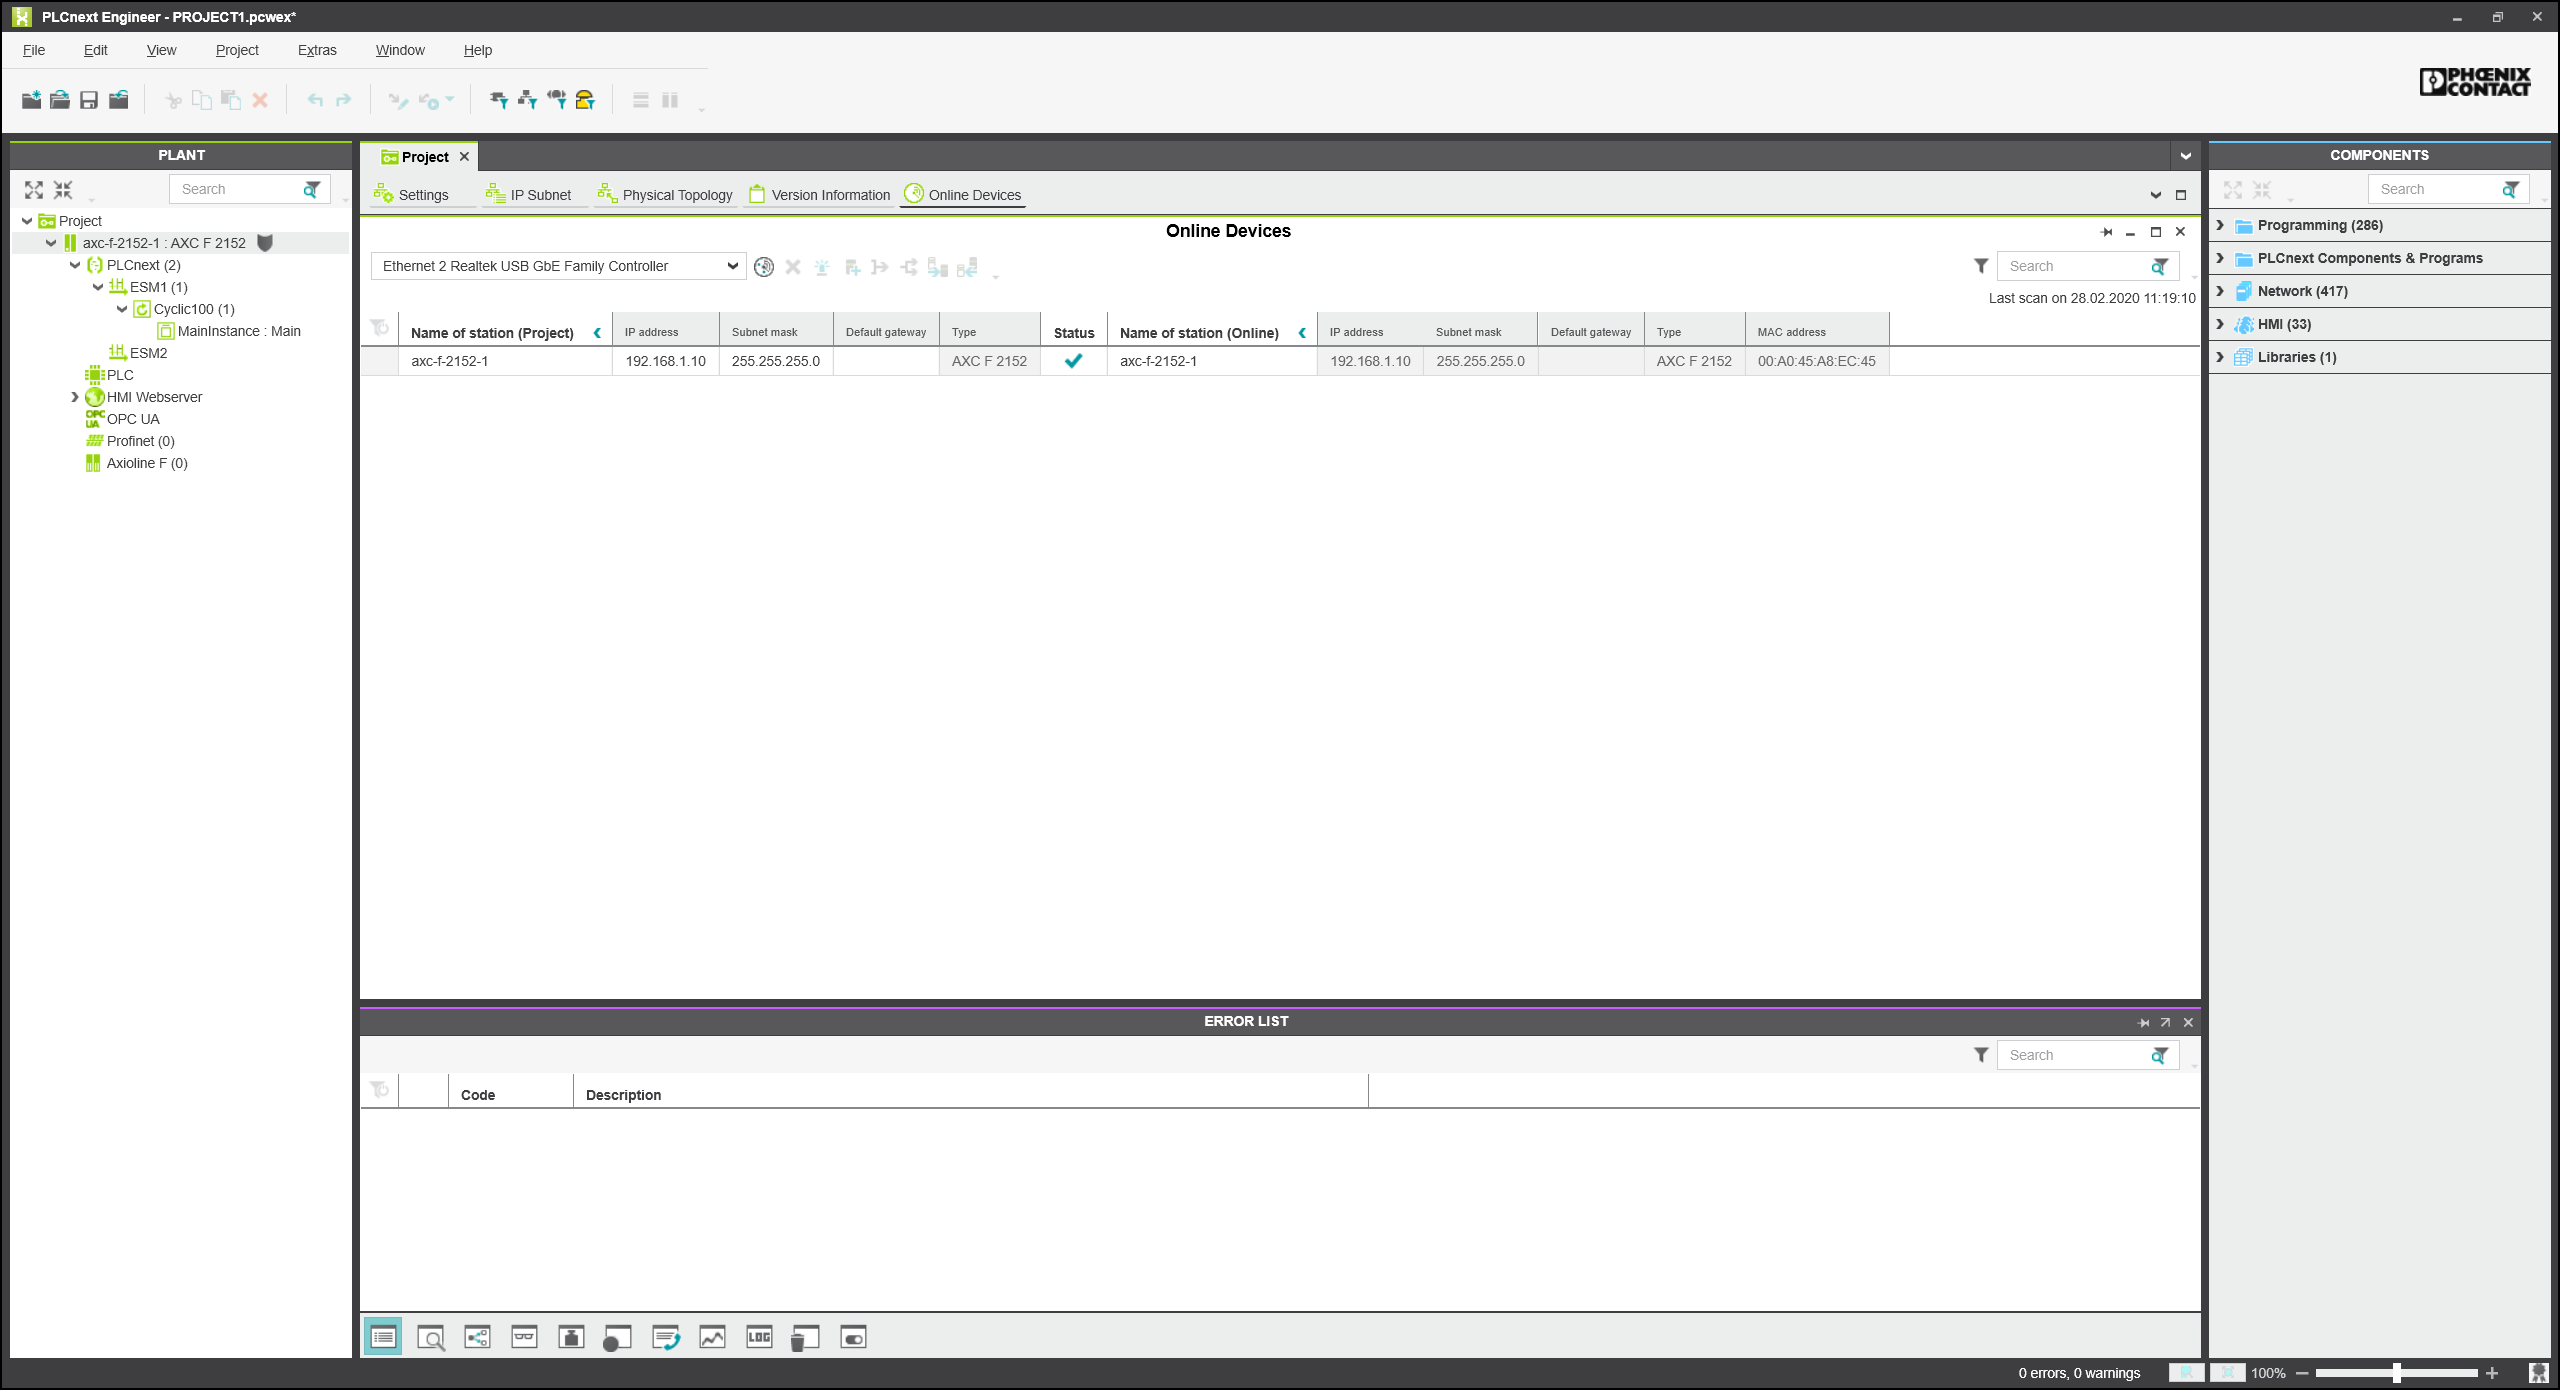 PLCnext Engineer - PROJECT1.pcwex*
File Edit View Project Extras Window Help
PHŒNIX
CONTACT
PLANT
Search
Project
axc-f-2152-1 : AXC F 2152
PLCnext (2)
ESM1 (1)
Cyclic100 (1)
MainInstance : Main
ESM2
PLC
HMI Webserver
OPC UA
OPC UA
Profinet (0)
Axioline F (0)
Project
Settings IP Subnet Physical Topology Version Information Online Devices
Online Devices
Ethernet 2 Realtek USB GbE Family Controller
Search
Last scan on 28.02.2020 11:19:10
Name of station (Project) IP address Subnet mask Default gateway Type Status Name of station (Online) IP address Subnet mask Default gateway Type MAC address
axc-f-2152-1 192.168.1.10 255.255.255.0 AXC F 2152 axc-f-2152-1 192.168.1.10 255.255.255.0 AXC F 2152 00:A0:45:A8:EC:45
ERROR LIST
Search
Code Description
LOG
COMPONENTS
Search
Programming (286)
PLCnext Components & Programs
Network (417)
HMI (33)
Libraries (1)
0 errors, 0 warnings 100%